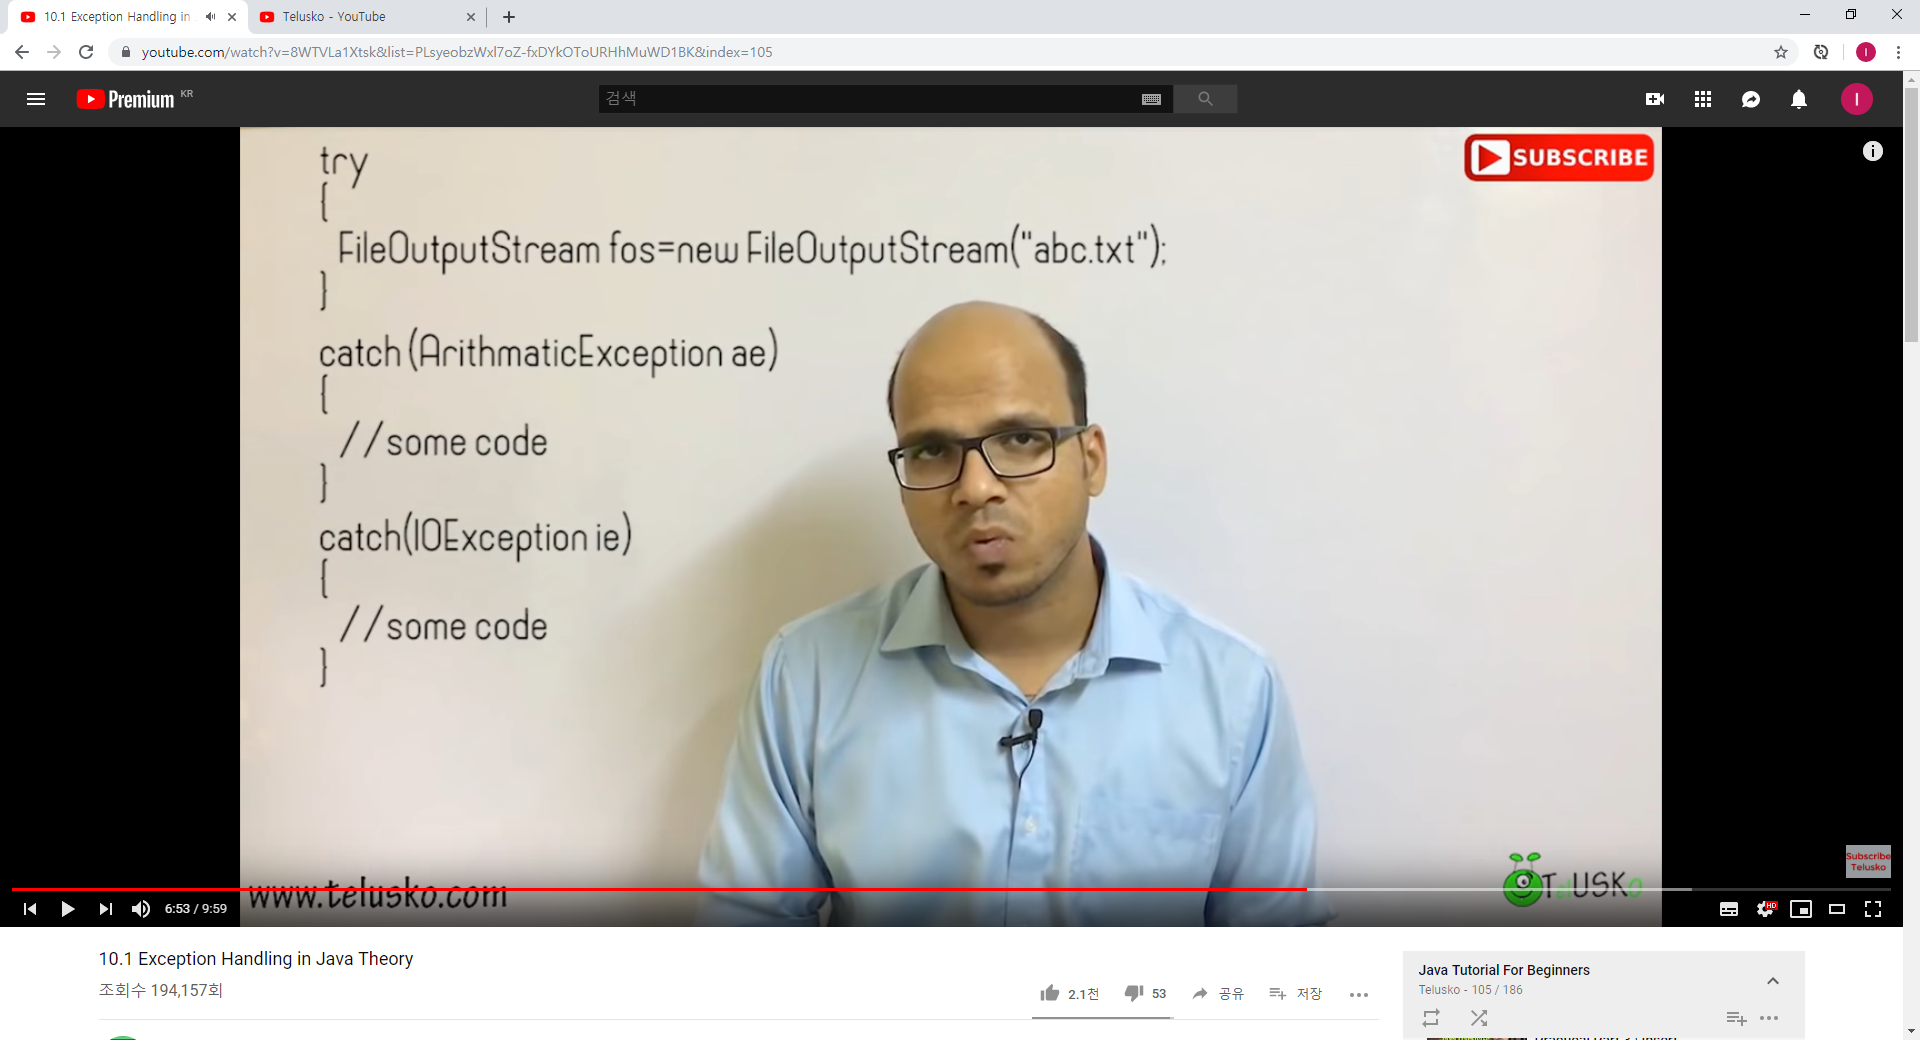 10.1 Exception Handling in
Telusko - YouTube
youtube.com/watch?v=8WTVLa1Xtsk&list=PLsyeobzWxl7oZ-fxDYkOToURHhMuWD1BK&index=105
Premium KR
검색
I
I
try
{
FileOutputStream fos=new FileOutputStream("abc.txt");
}
catch (ArithmaticException ae)
{
//some code
}
catch(IOException ie)
{
//some code
}
SUBSCRIBE
Subscribe
Telusko
www.telusko.com
TelUSKO
6:53 / 9:59
HD
10.1 Exception Handling in Java Theory
조회수 194,157회
2.1천
53
공유
저장
Java Tutorial For Beginners
Telusko - 105 / 186